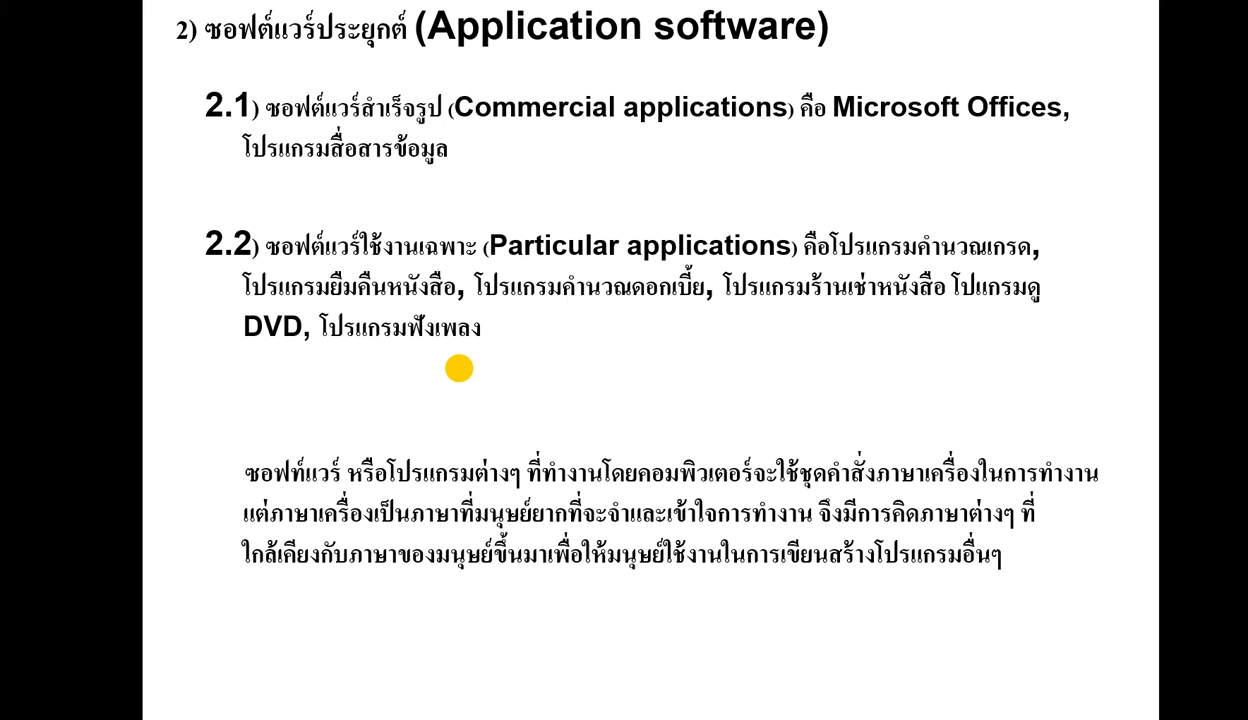 2) ซอฟต์แวร์ประยุกต์ (Application software)
2.1) ซอฟต์แวร์สำเร็จรูป (Commercial applications) คือ Microsoft Offices,
โปรแกรมสื่อสารข้อมูล
2.2) ซอฟต์แวร์ใช้งานเฉพาะ (Particular applications) คือโปรแกรมคำนวณเกรด,
โปรแกรมยืมคืนหนังสือ, โปรแกรมคำนวณดอกเบี้ย, โปรแกรมร้านเช่าหนังสือ โปแกรมดู
DVD, โปรแกรมฟังเพลง
ซอฟท์แวร์ หรือโปรแกรมต่างๆ ที่ทำงานโดยคอมพิวเตอร์จะใช้ชุดคำสั่งภาษาเครื่องในการทำงาน
แต่ภาษาเครื่องเป็นภาษาที่มนุษย์ยากที่จะจำและเข้าใจการทำงาน จึงมีการคิดภาษาต่างๆ ที่
ใกล้เคียงกับภาษาของมนุษย์ขึ้นมาเพื่อให้มนุษย์ใช้งานในการเขียนสร้างโปรแกรมอื่นๆ